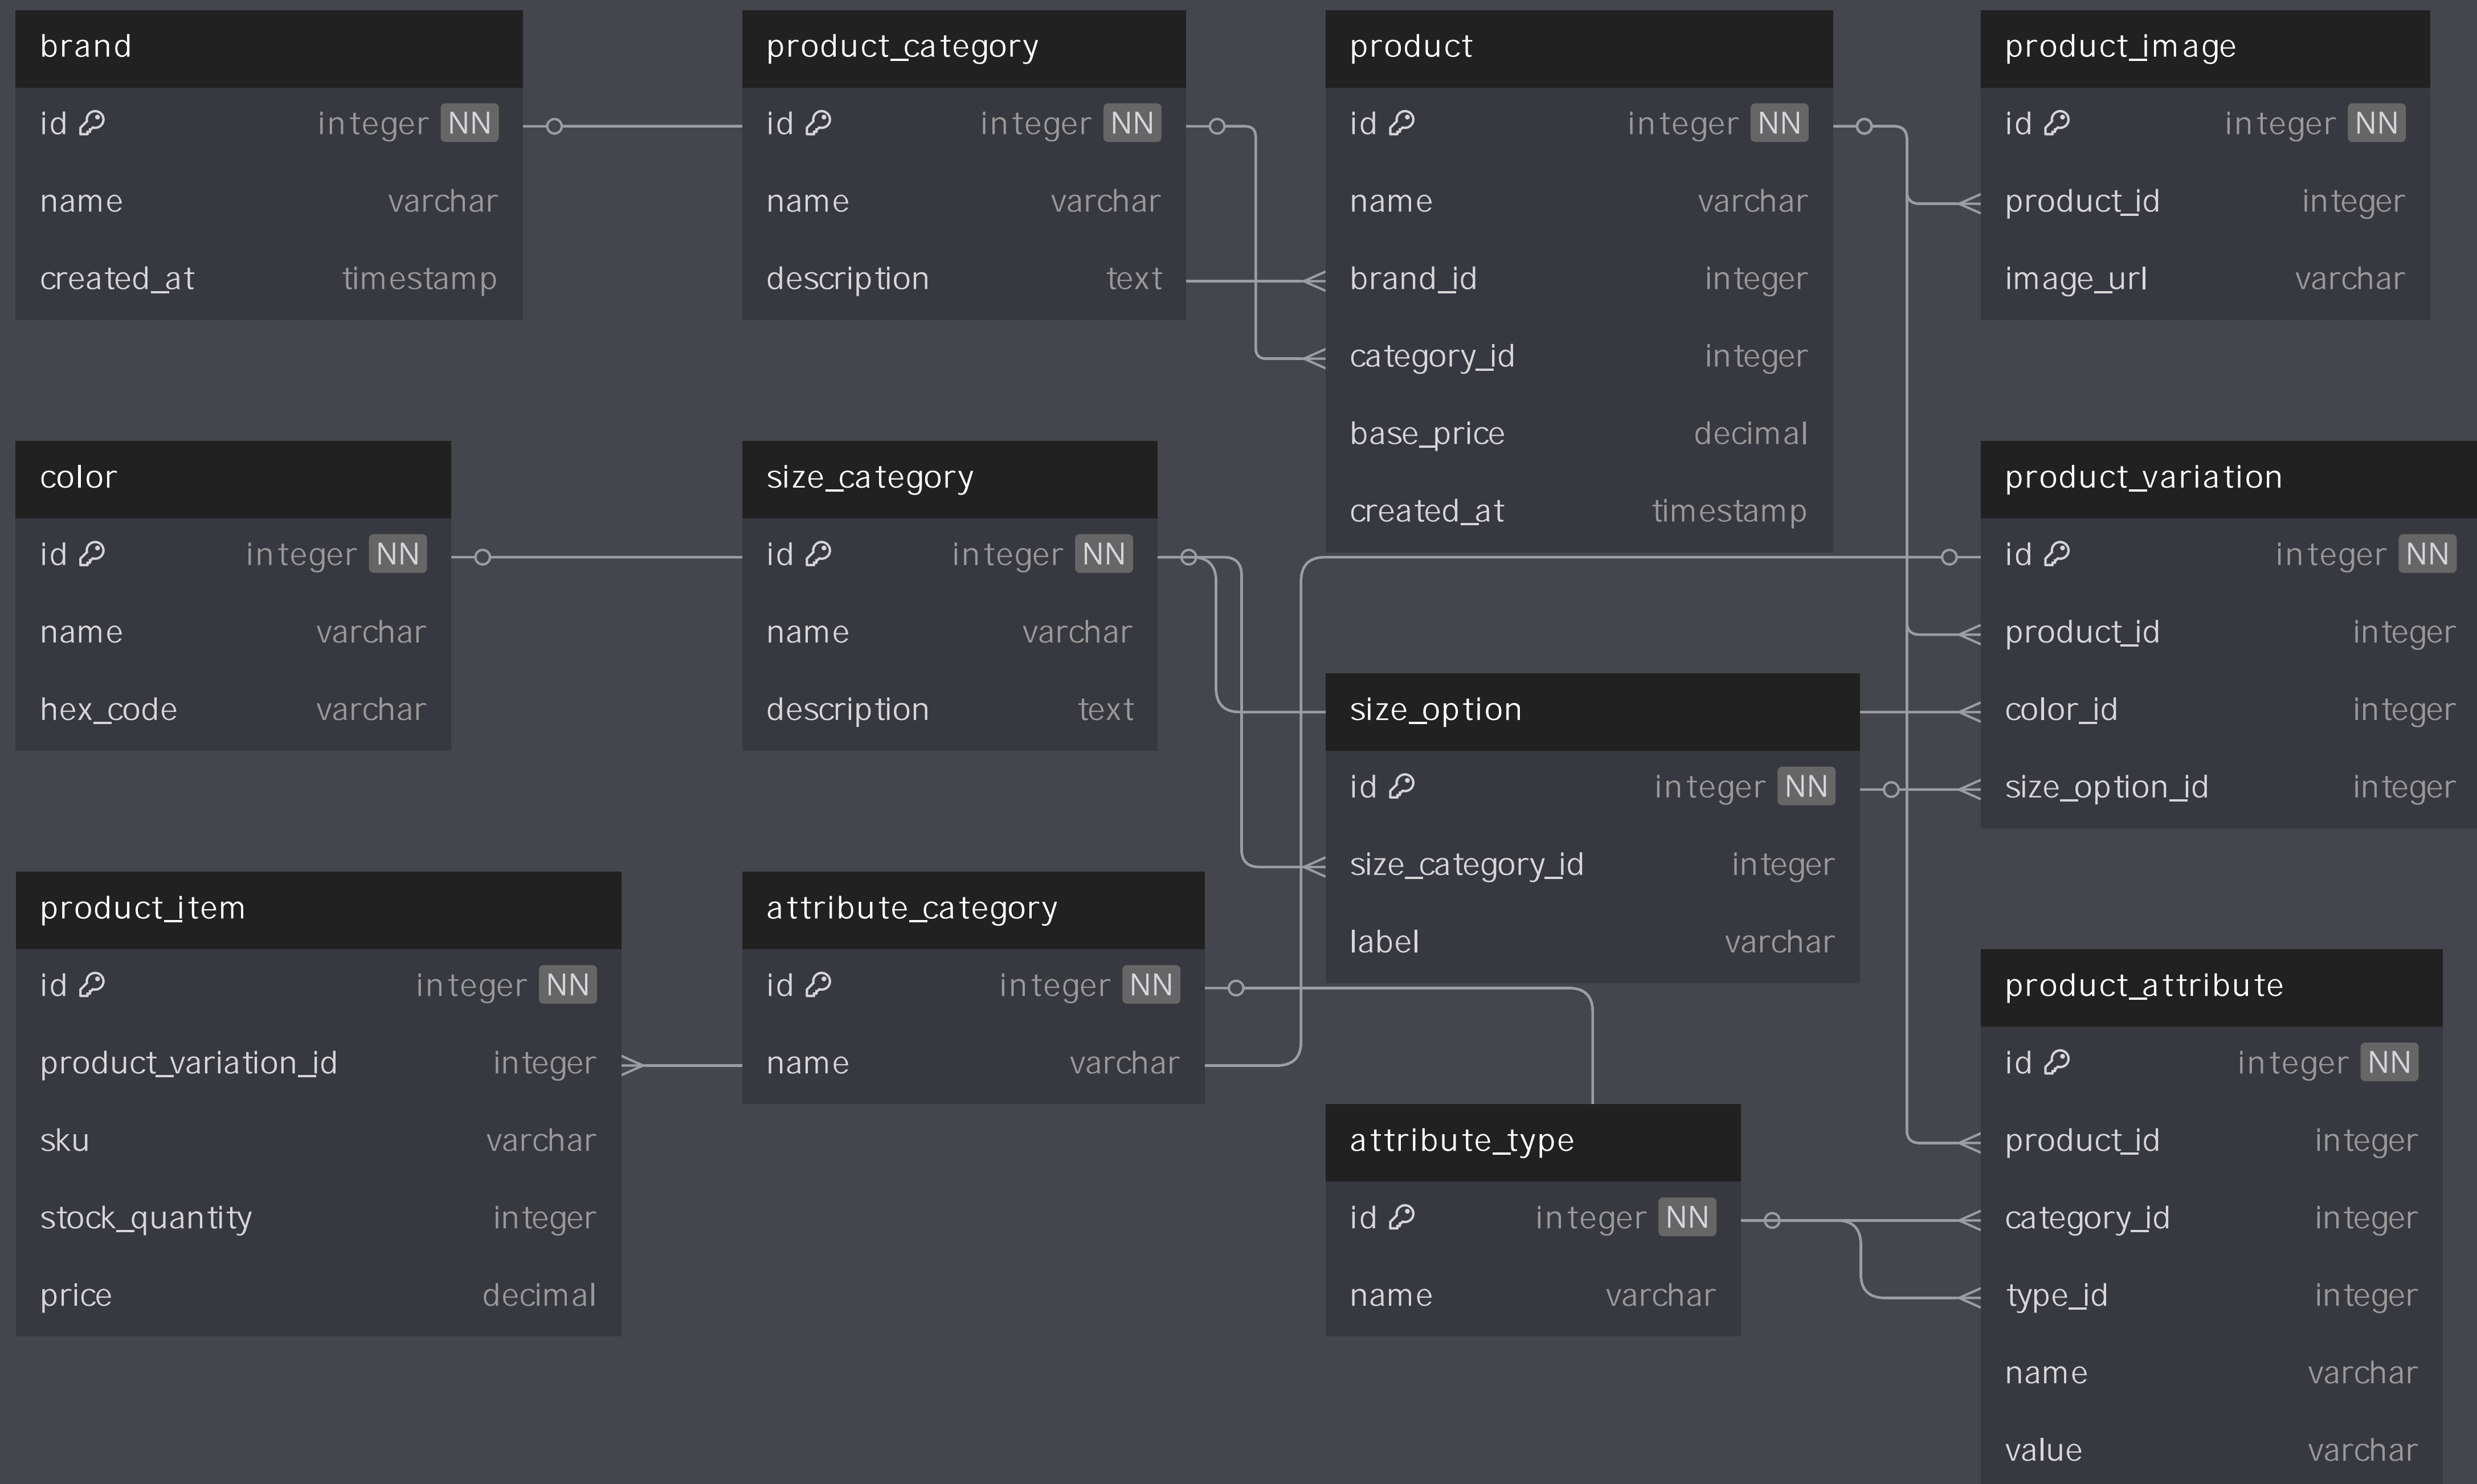 brand
id integer NN
name varchar
created_at timestamp
product_category
id integer NN
name varchar
description text
product
id integer NN
name varchar
brand_id integer
category_id integer
base_price decimal
created_at timestamp
product_image
id integer NN
product_id integer
image_url varchar
color
id integer NN
name varchar
hex_code varchar
size_category
id integer NN
name varchar
description text
size_option
id integer NN
size_category_id integer
label varchar
product_variation
id integer NN
product_id integer
color_id integer
size_option_id integer
product_item
id integer NN
product_variation_id integer
sku varchar
stock_quantity integer
price decimal
attribute_category
id integer NN
name varchar
attribute_type
id integer NN
name varchar
product_attribute
id integer NN
product_id integer
category_id integer
type_id integer
name varchar
value varchar